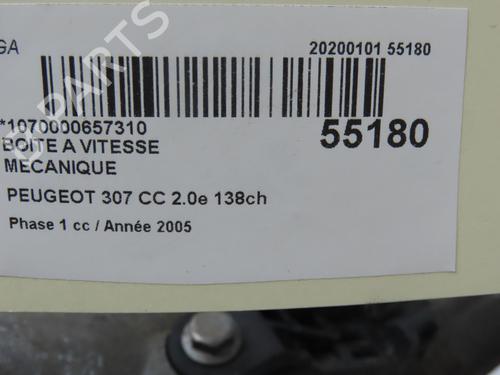 GA
20200101 55180
*1070000657310
55180
BOITE A VITESSE
MECANIQUE
PEUGEOT 307 CC 2.0e 138ch
Phase 1 cc / Année 2005